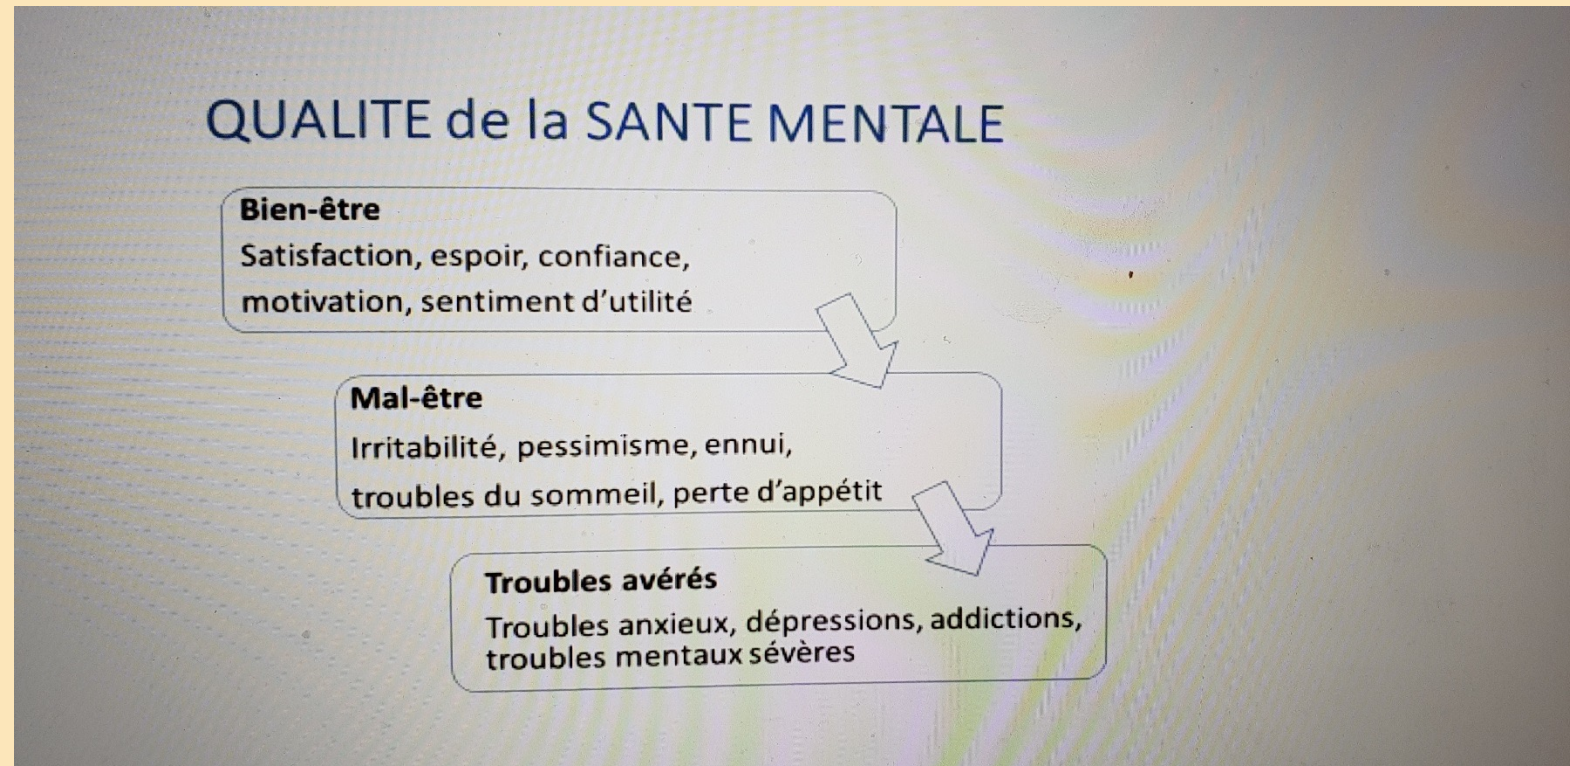 QUALITE de la SANTE MENTALE
Bien-être
Satisfaction, espoir, confiance,
motivation, sentiment d’utilité
Mal-être
Irritabilité, pessimisme, ennui,
troubles du sommeil, perte d’appétit
Troubles avérés
Troubles anxieux, dépressions, addictions,
troubles mentaux sévères